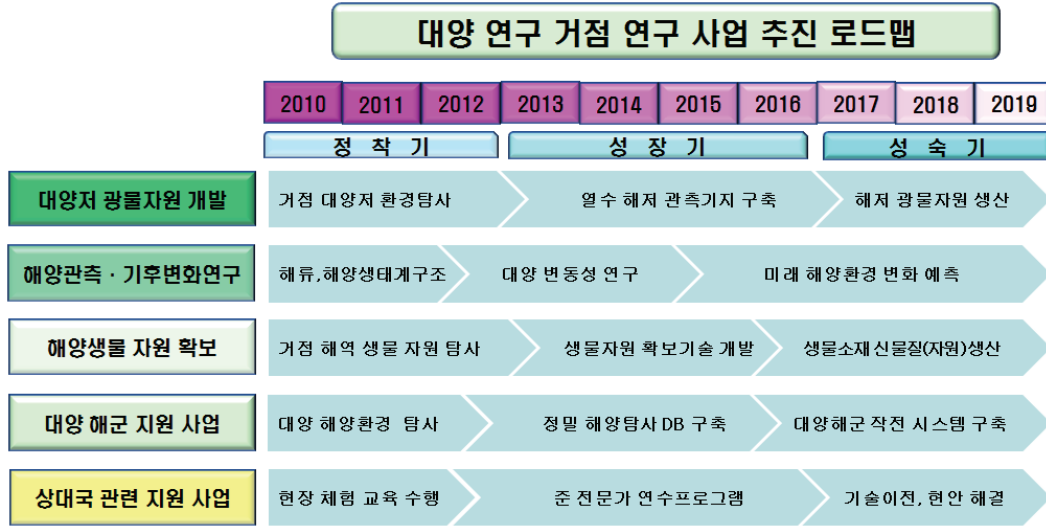 대양 연구 거점 연구 사업 추진 로드맵
2010 2011 2012 2013 2014 2015 2016 2017 2018 2019
정 착 기 성 장 기 성 숙 기
대양저 광물자원 개발 거점 대양저 환경탐사 열수 해저 관측기지 구축 해저 광물자원 생산
해양관측 · 기후변화연구 해류,해양생태계구조 대양 변동성 연구 미래 해양환경 변화 예측
해양생물 자원 확보 거점 해역 생물 자원 탐사 생물자원 확보기술 개발 생물소재 신물질(자원)생산
대양 해군 지원 사업 대양 해양환경 탐사 정밀 해양탐사 DB 구축 대양해군 작전 시스템 구축
상대국 관련 지원 사업 현장 체험 교육 수행 준 전문가 연수프로그램 기술이전, 현안 해결